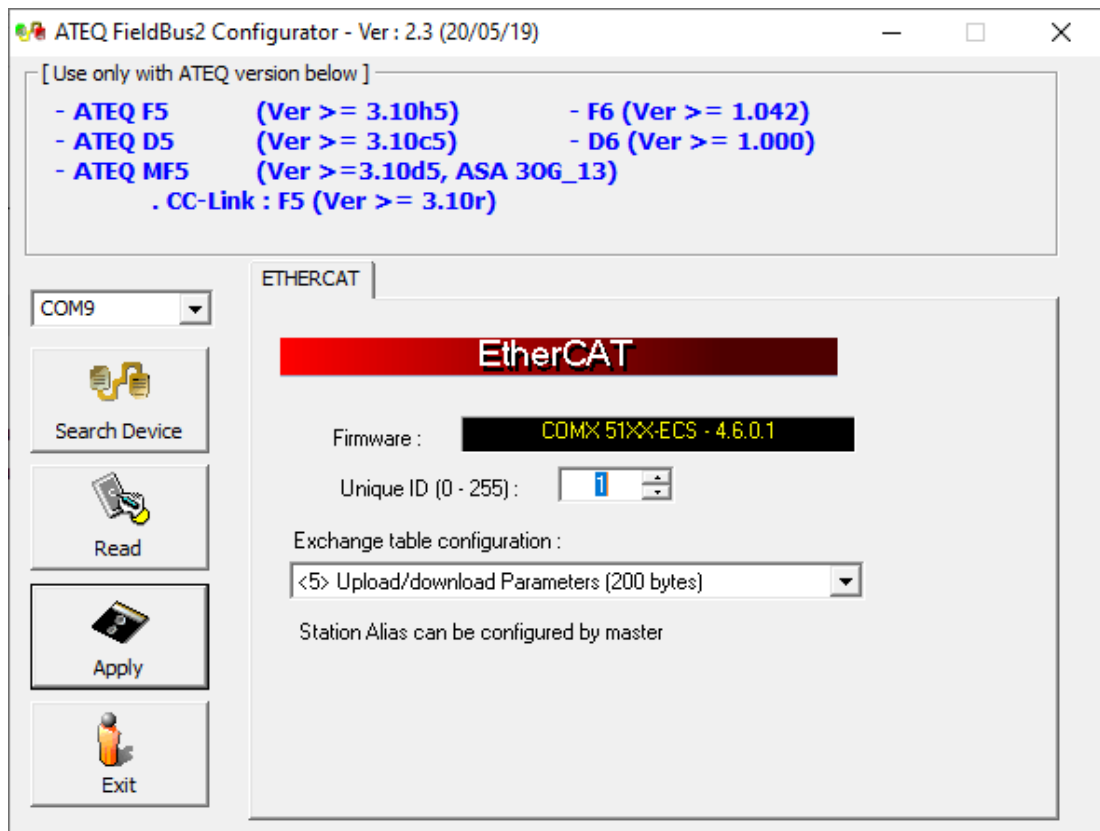 ATEQ FieldBus2 Configurator - Ver : 2.3 (20/05/19)
[ Use only with ATEQ version below ]
- ATEQ F5 (Ver >= 3.10h5) - F6 (Ver >= 1.042)
- ATEQ D5 (Ver >= 3.10c5) - D6 (Ver >= 1.000)
- ATEQ MF5 (Ver >=3.10d5, ASA 3OG_13)
. CC-Link : F5 (Ver >= 3.10r)
COM9
Search Device
Read
Apply
Exit
ETHERCAT
EtherCAT
Firmware : COMX 51XX-ECS - 4.6.0.1
Unique ID (0 - 255) : 1
Exchange table configuration :
<5> Upload/download Parameters (200 bytes)
Station Alias can be configured by master